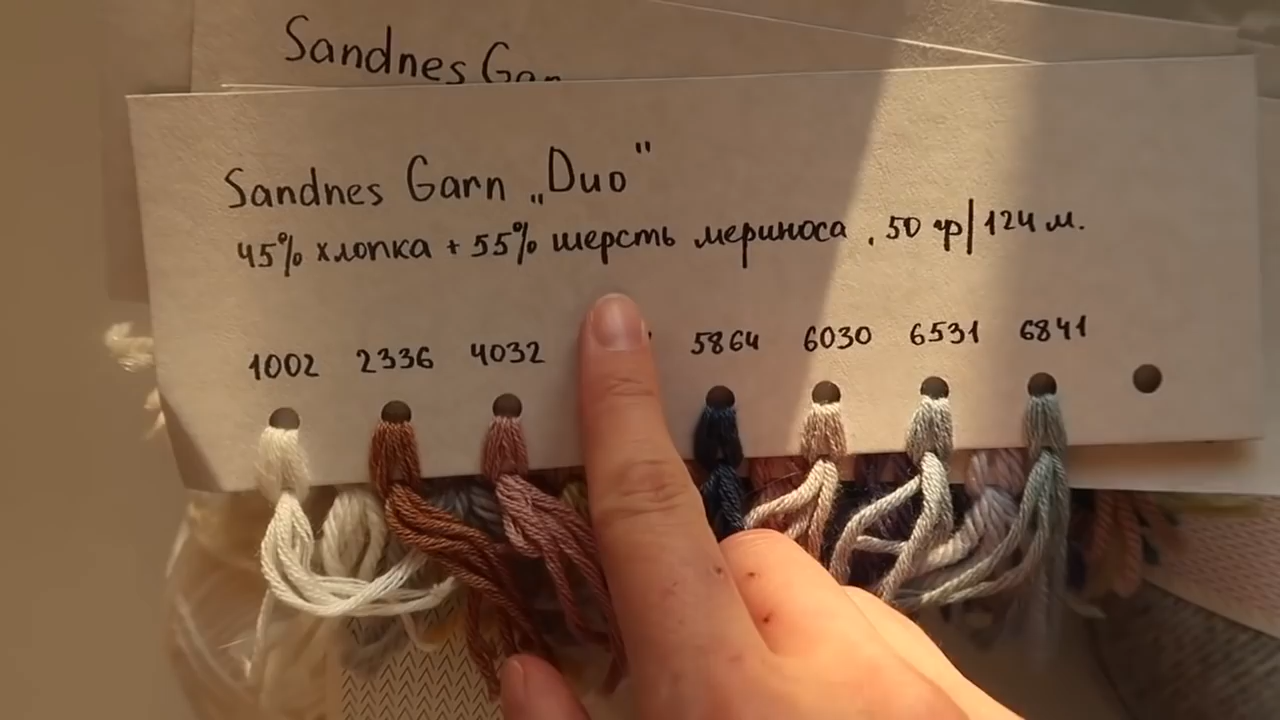 Sandnes Gar
Sandnes Garn „Duo"
45% хлопка + 55% шерсть мериноса , 50 гр/124 м.
1002 2336 4032 5864 6030 6531 6841